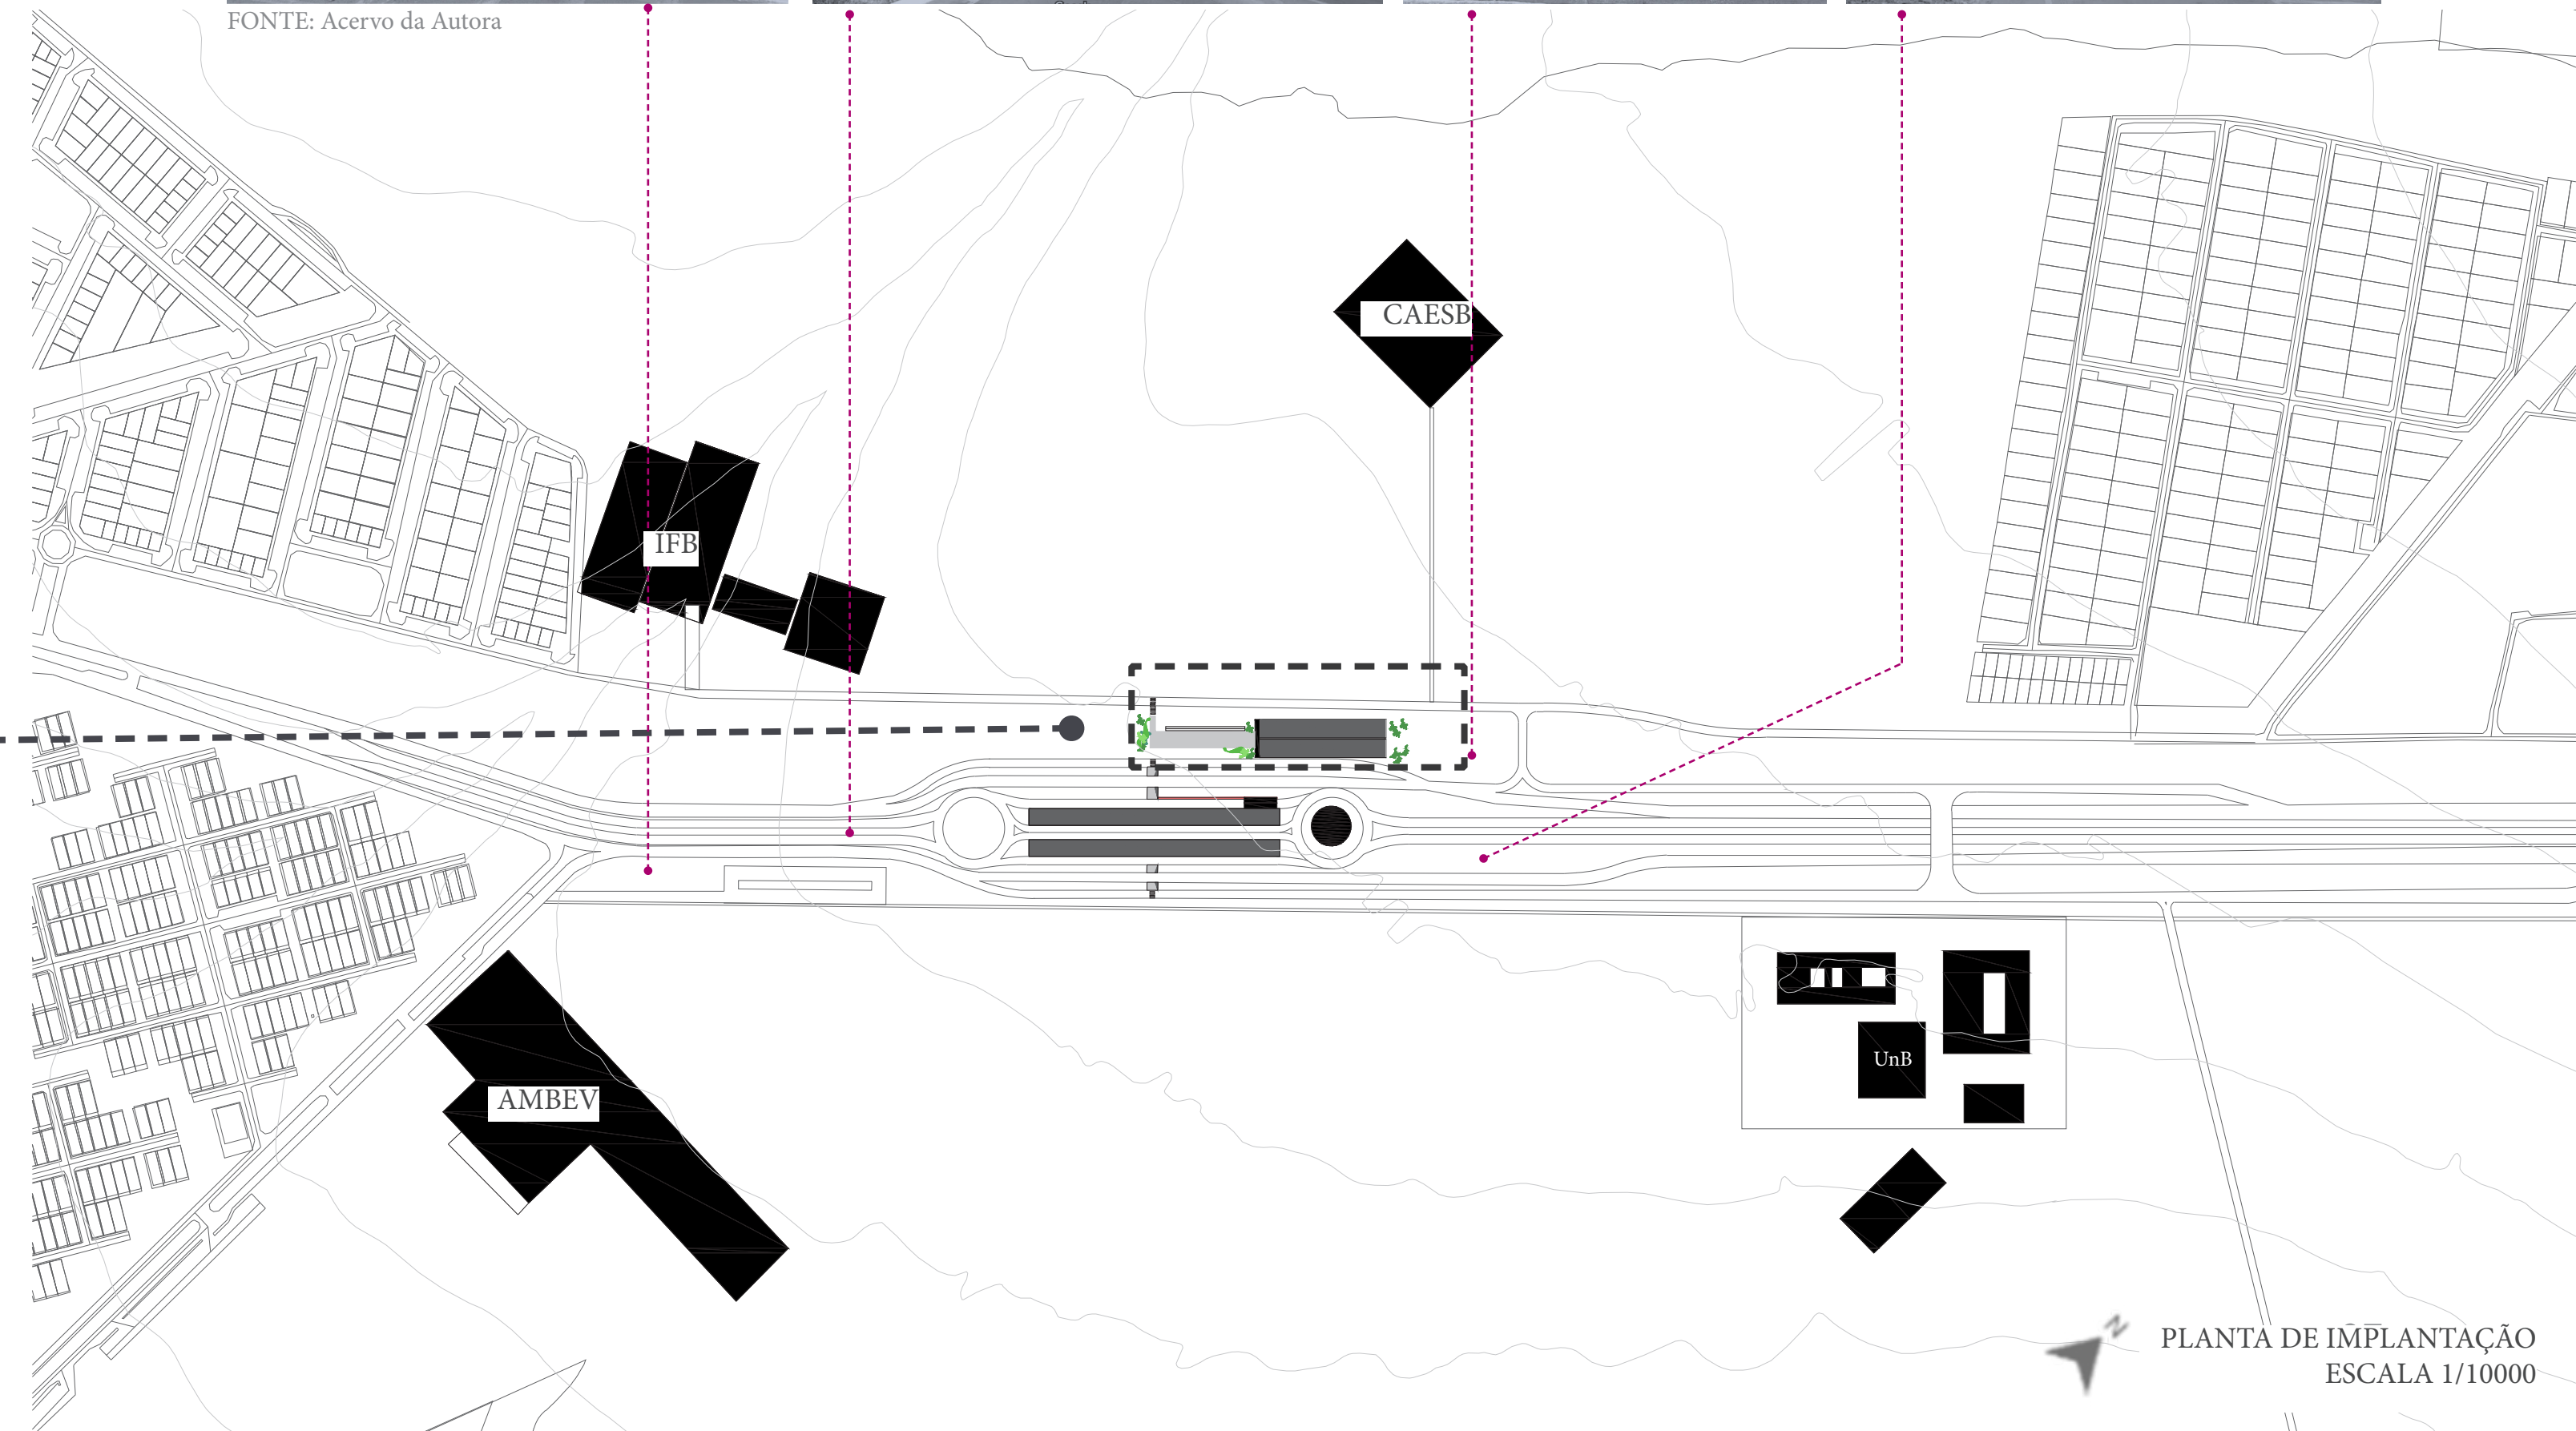 FONTE: Acervo da Autora
CAESB
IFB
UnB
AMBEV
N
PLANTA DE IMPLANTAÇÃO
ESCALA 1/10000